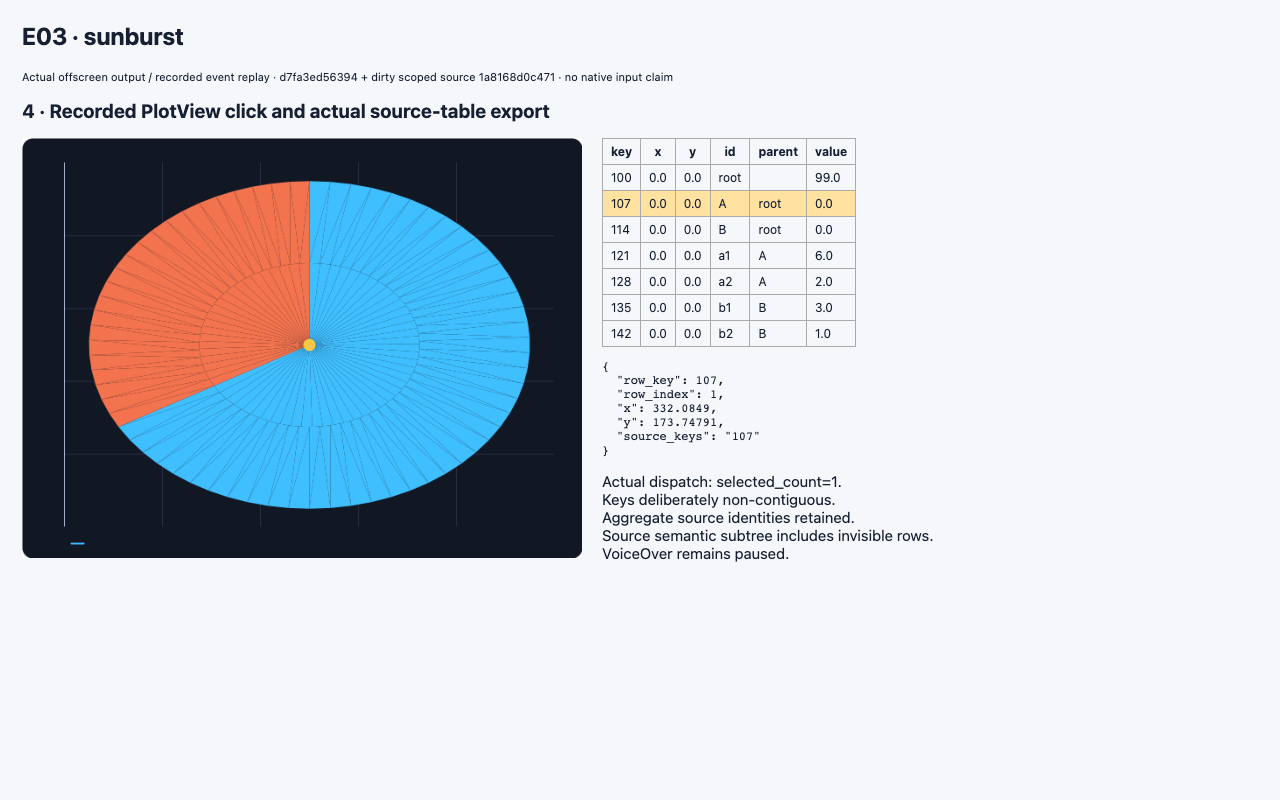 E03 · sunburst
Actual offscreen output / recorded event replay · d7fa3ed56394 + dirty scoped source 1a8168d0c471 · no native input claim
4 · Recorded PlotView click and actual source-table export
key x y id parent value
100 0.0 0.0 root 99.0
107 0.0 0.0 A root 0.0
114 0.0 0.0 B root 0.0
121 0.0 0.0 a1 A 6.0
128 0.0 0.0 a2 A 2.0
135 0.0 0.0 b1 B 3.0
142 0.0 0.0 b2 B 1.0
{
"row_key": 107,
"row_index": 1,
"x": 332.0849,
"y": 173.74791,
"source_keys": "107"
}
Actual dispatch: selected_count=1.
Keys deliberately non-contiguous.
Aggregate source identities retained.
Source semantic subtree includes invisible rows.
VoiceOver remains paused.